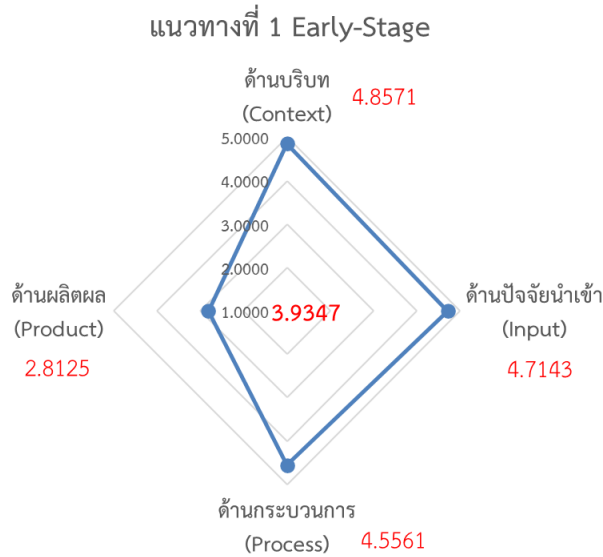 แนวทางที่ 1 Early-Stage
ด้านบริบท
(Context)
4.8571
5.0000
4.0000
3.0000
2.0000
1.0000
3.9347
ด้านผลิตผล
(Product)
2.8125
ด้านปัจจัยนำเข้า
(Input)
4.7143
ด้านกระบวนการ
(Process)
4.5561